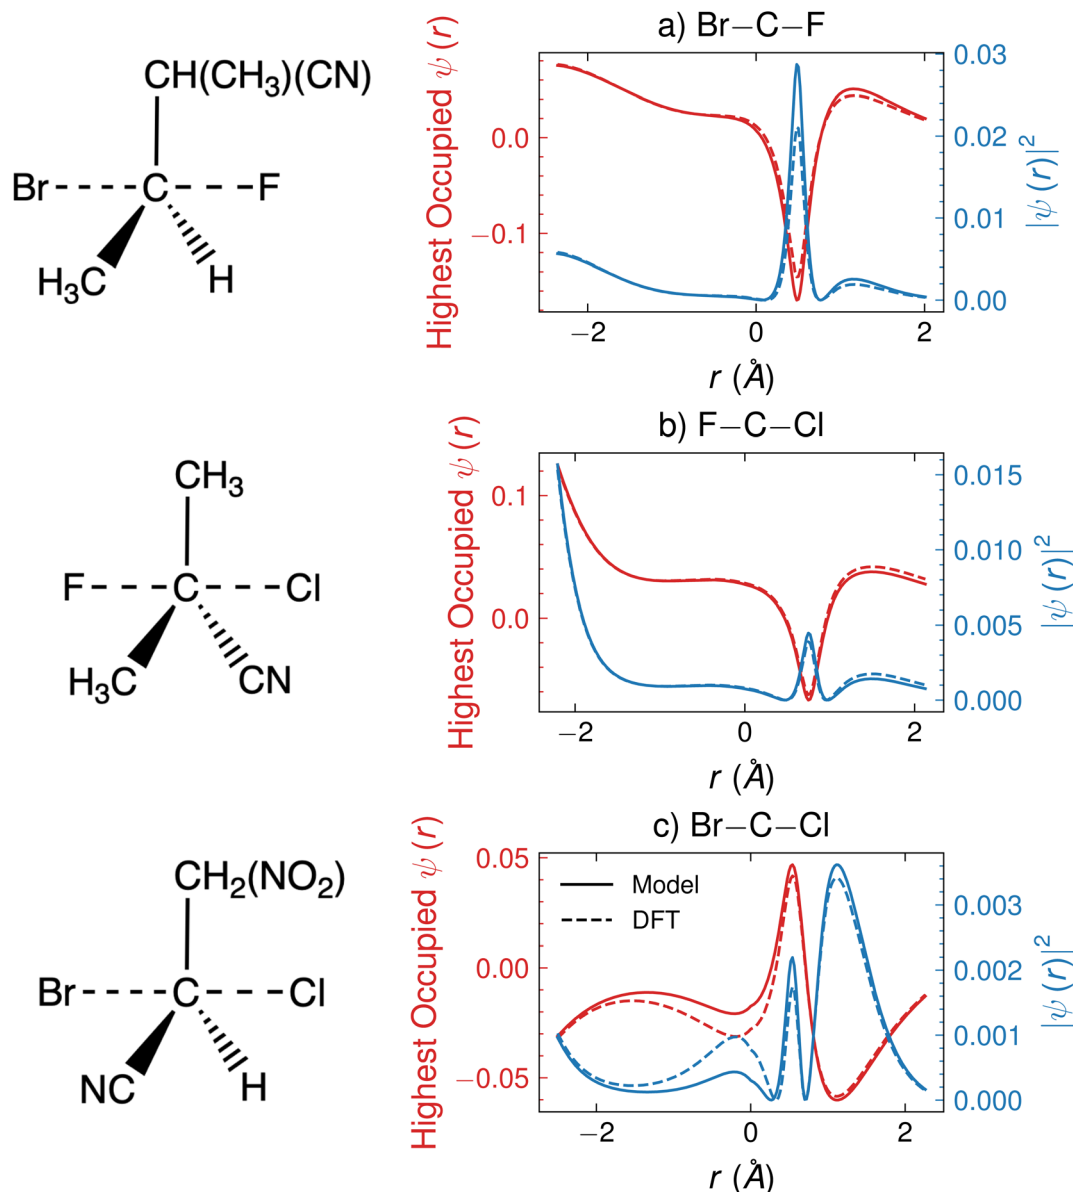 CH(CH₃)(CN)
Br C F
H₃C H
a) Br−C−F
Highest Occupied ψ (r)
0.0
−0.1
0.03
0.02
0.01
0.00
|ψ (r)|²
−2 0 2
r (Å)
CH₃
F C Cl
H₃C CN
b) F−C−Cl
Highest Occupied ψ (r)
0.1
0.0
0.015
0.010
0.005
0.000
|ψ (r)|²
−2 0 2
r (Å)
CH₂(NO₂)
Br C Cl
NC H
c) Br−C−Cl
Highest Occupied ψ (r)
0.05
0.00
−0.05
Model
DFT
0.003
0.002
0.001
0.000
|ψ (r)|²
−2 0 2
r (Å)